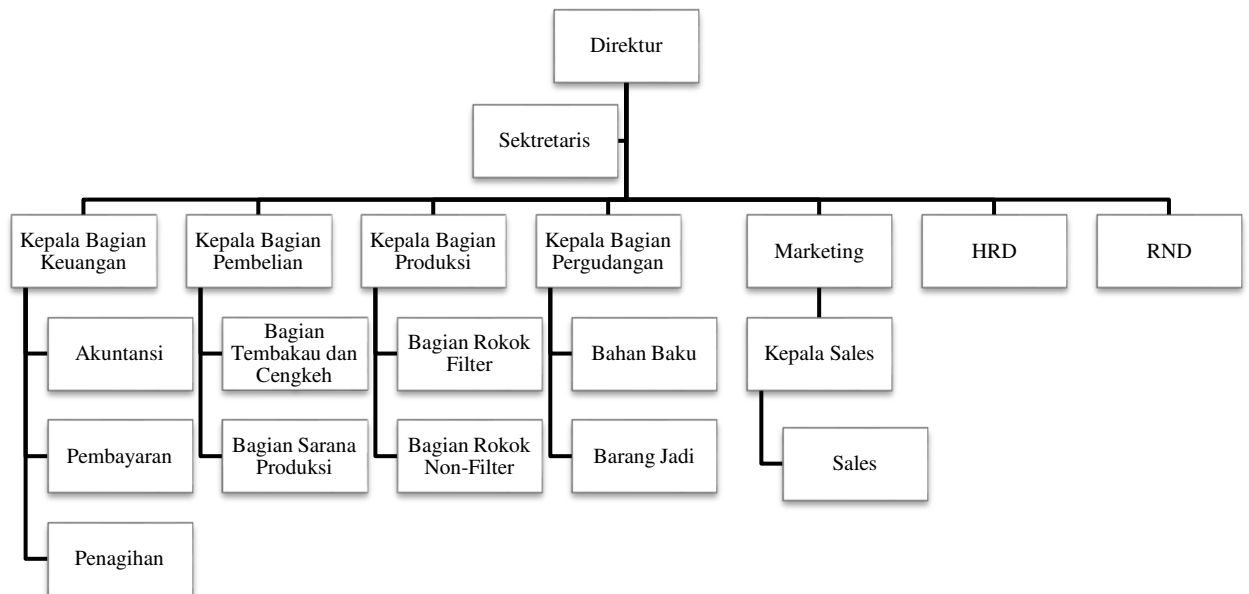 Direktur
Sektretaris
Kepala Bagian
Keuangan
Kepala Bagian
Pembelian
Kepala Bagian
Produksi
Kepala Bagian
Pergudangan
Marketing
HRD
RND
Akuntansi
Bagian
Tembakau dan
Cengkeh
Bagian Rokok
Filter
Bahan Baku
Kepala Sales
Pembayaran
Bagian Sarana
Produksi
Bagian Rokok
Non-Filter
Barang Jadi
Sales
Penagihan